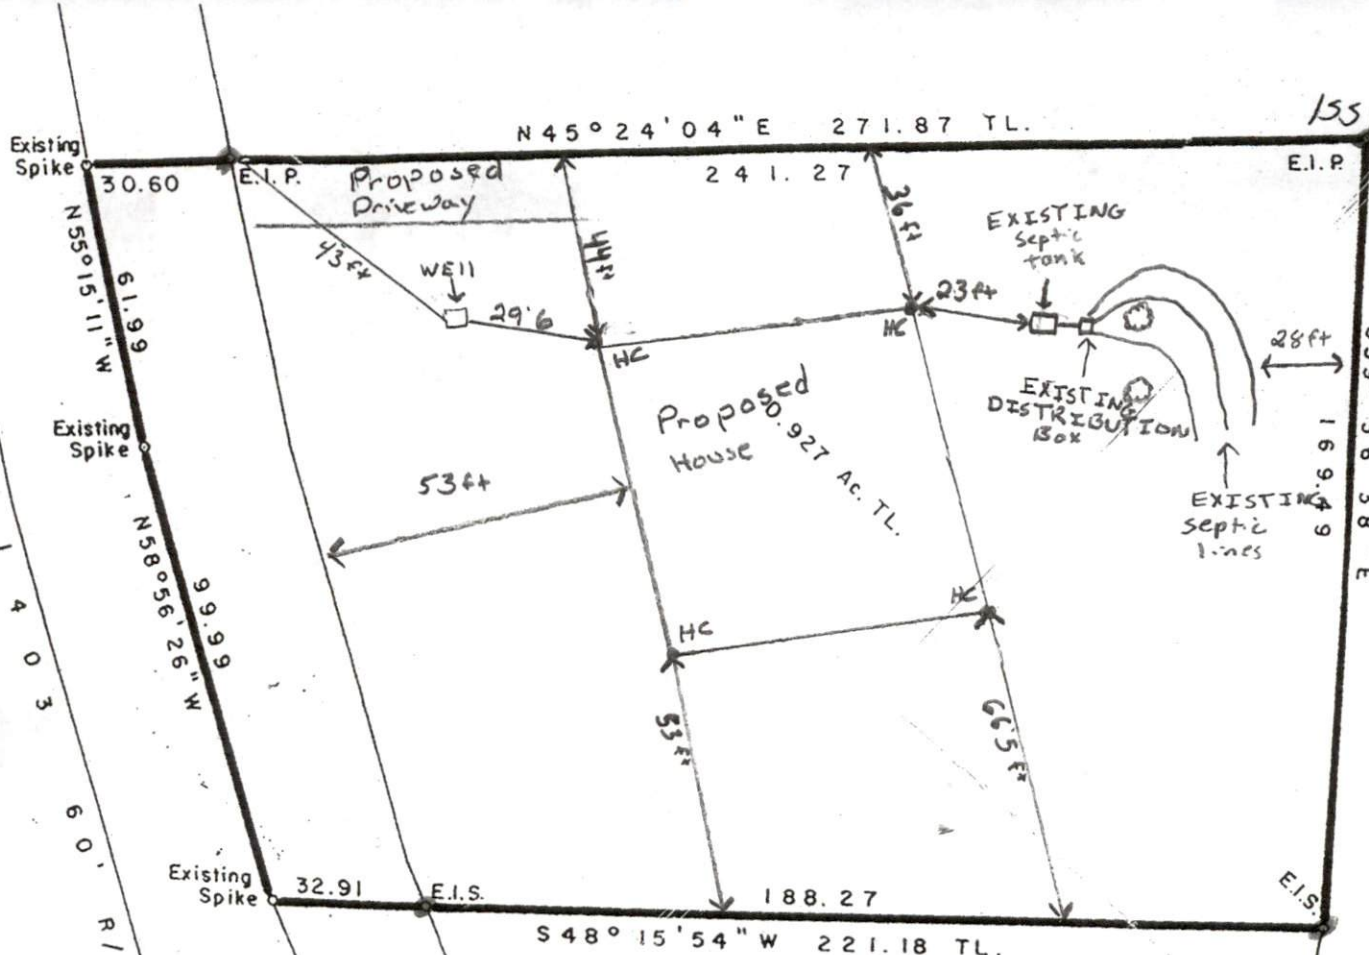 155
N 45° 24' 04" E 271.87 TL.
Existing
Spike
30.60
E.I.P.
241.27
E.I.P.
Proposed
Driveway
36 ft
EXISTING
septic
tank
N 55° 15' 11" W
61.99
43 ft
44 ft
WEll
29'6
23 ft
HC
HC
28 ft
Proposed
House
0.927 Ac. TL.
EXISTING
DISTRIBUTION
Box
Existing
Spike
53 ft
169.49
EXISTING
septic
lines
E
N 58° 56' 26" W
99.99
1403
60' R/
HC
HC
53 ft
66'5 ft
Existing
Spike
32.91
E.I.S.
188.27
E.I.S.
S 48° 15' 54" W 221.18 TL.